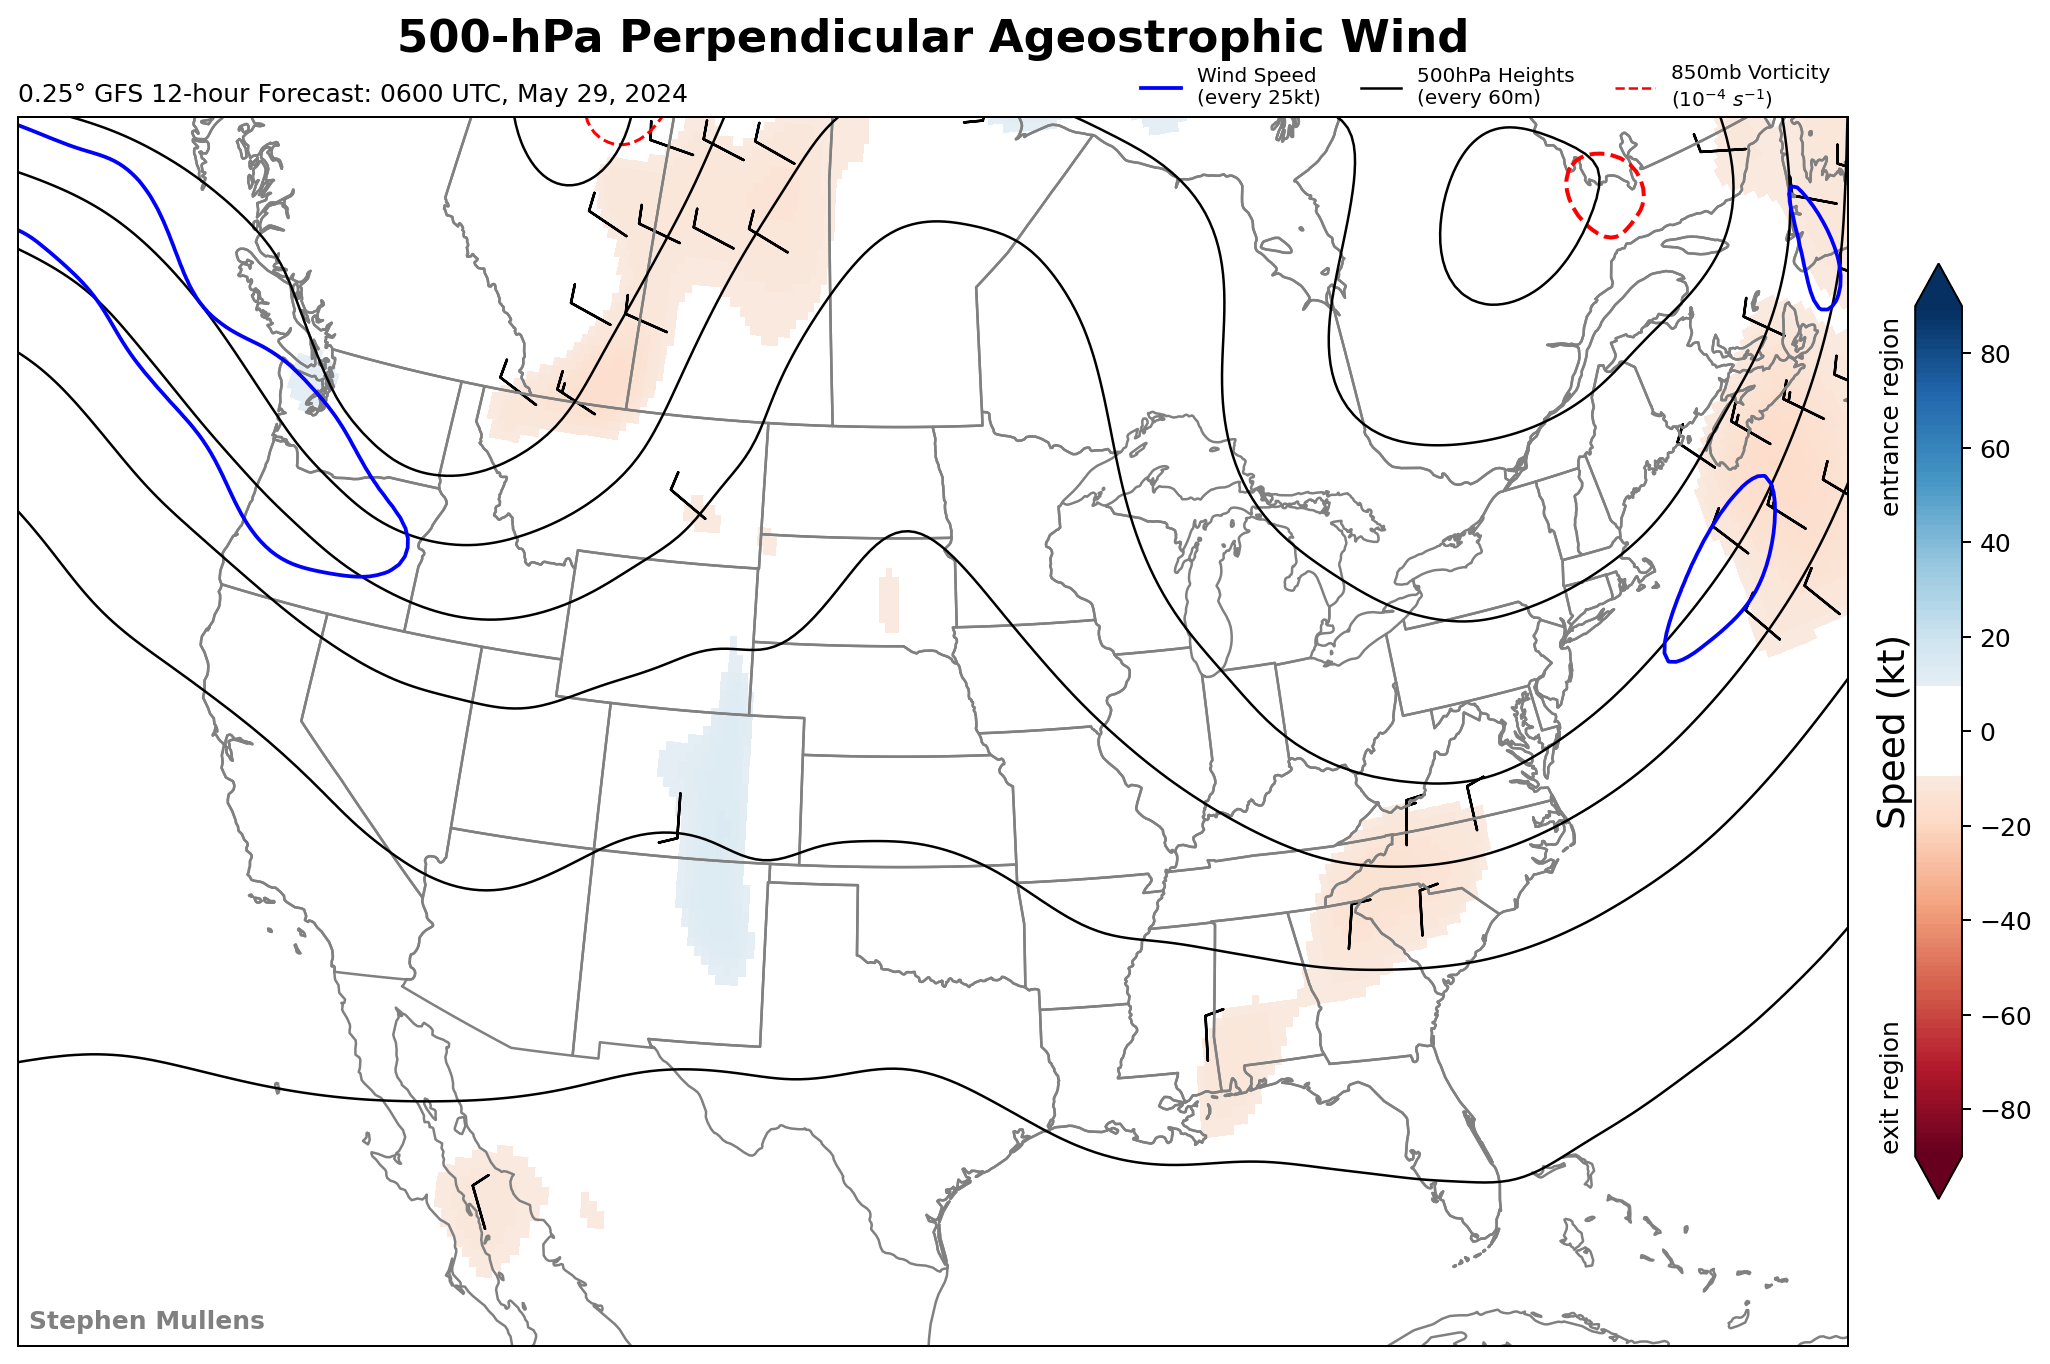 500-hPa Perpendicular Ageostrophic Wind
0.25° GFS 12-hour Forecast: 0600 UTC, May 29, 2024
Wind Speed
(every 25kt)
500hPa Heights
(every 60m)
850mb Vorticity
(10⁻⁴ s⁻¹)
entrance region
Speed (kt)
exit region
80
60
40
20
0
−20
−40
−60
−80
Stephen Mullens